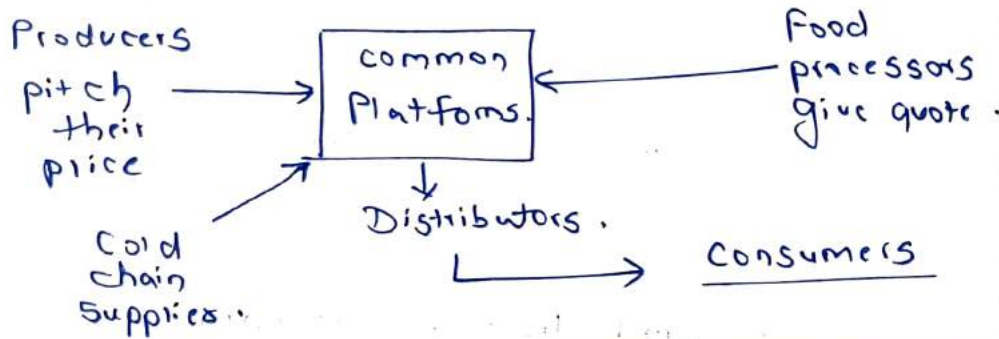 Producers
pitch
their
price
common
Platfoms.
Food
processors
give quote.
Cold
chain
supplies.
Distributors.
Consumers